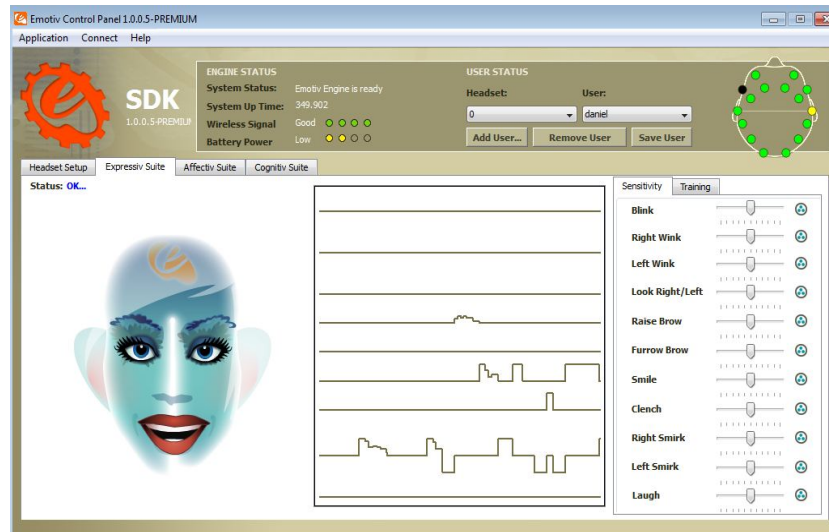 Emotiv Control Panel 1.0.0.5-PREMIUM
Application Connect Help
SDK
1.0.0.5-PREMIU
ENGINE STATUS
System Status: Emotiv Engine is ready
System Up Time: 349.902
Wireless Signal Good
Battery Power Low
USER STATUS
Headset: User:
0 daniel
Add User... Remove User Save User
Headset Setup Expressiv Suite Affectiv Suite Cognitiv Suite
Status: OK...
Sensitivity Training
Blink
Right Wink
Left Wink
Look Right/Left
Raise Brow
Furrow Brow
Smile
Clench
Right Smirk
Left Smirk
Laugh